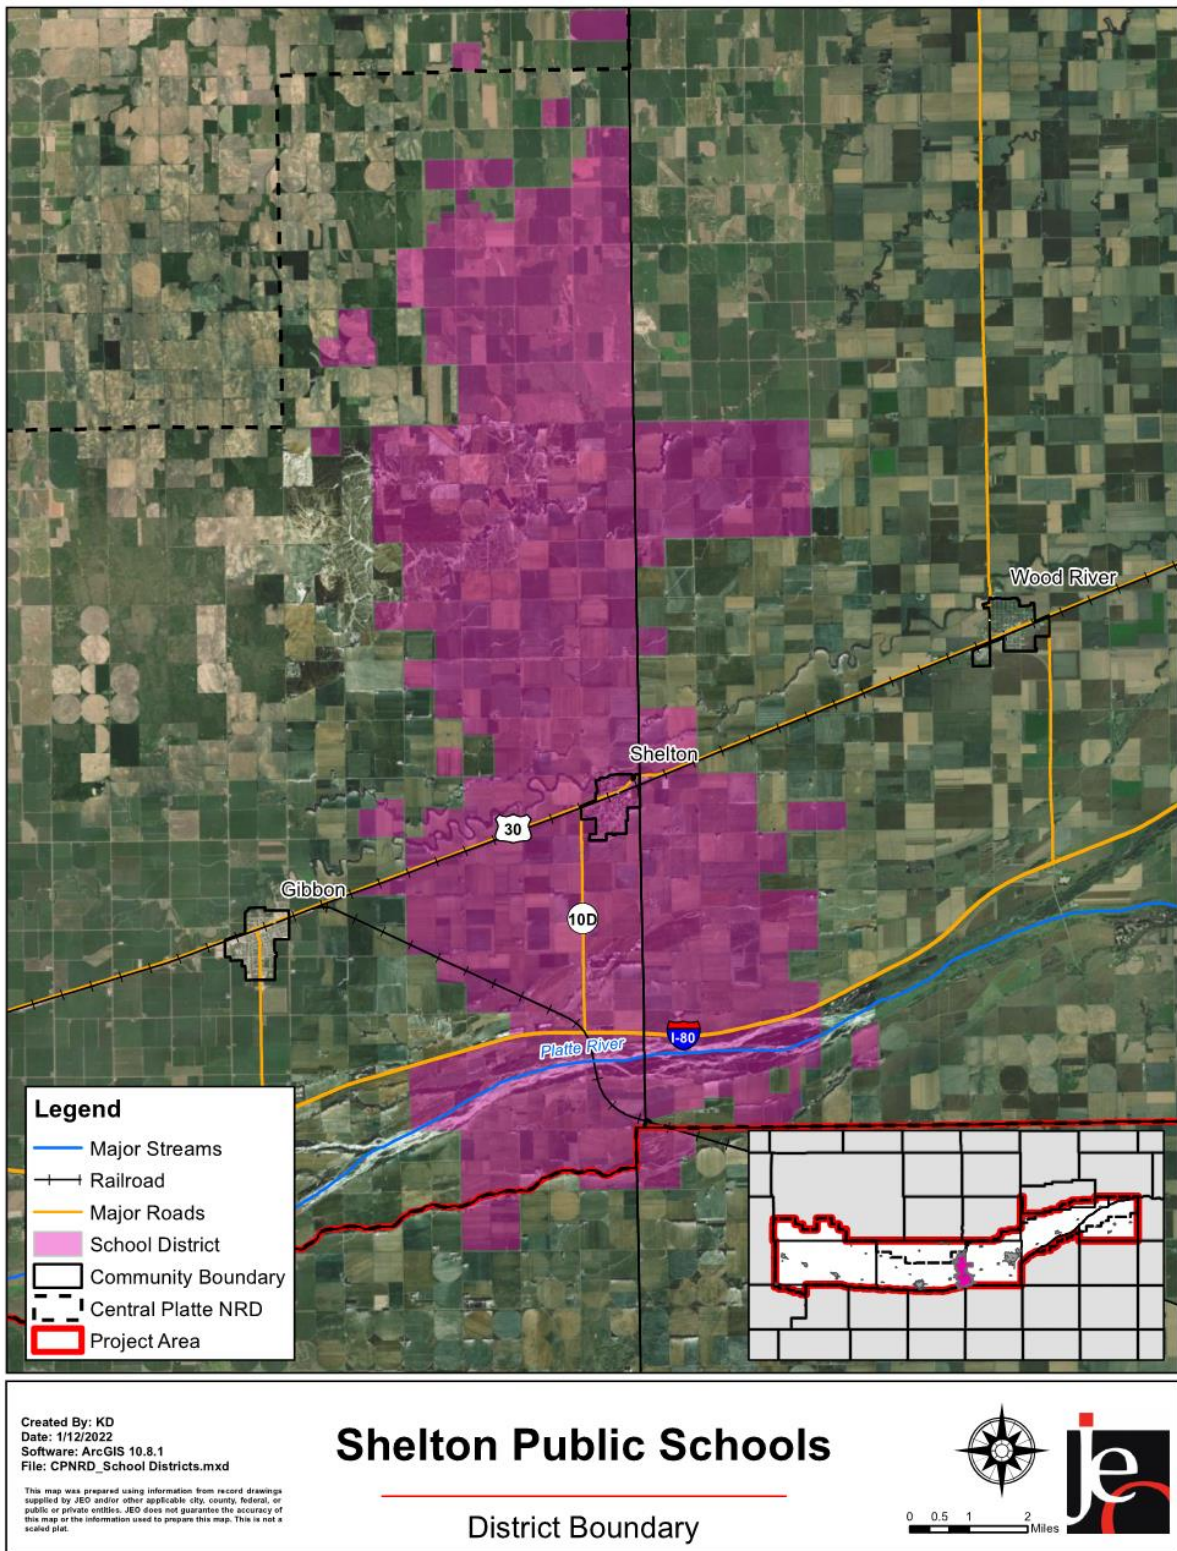 Wood River
Shelton
30
Gibbon
10D
I-80
Platte River
Legend
Major Streams
Railroad
Major Roads
School District
Community Boundary
Central Platte NRD
Project Area
Created By: KD
Date: 1/12/2022
Software: ArcGIS 10.8.1
File: CPNRD_School Districts.mxd
This map was prepared using information from record drawings
supplied by JEO and/or other applicable city, county, federal, or
public or private entities. JEO does not guarantee the accuracy of
this map or the information used to prepare this map. This is not a
scaled plat.
Shelton Public Schools
District Boundary
0 0.5 1 2
Miles
jeo